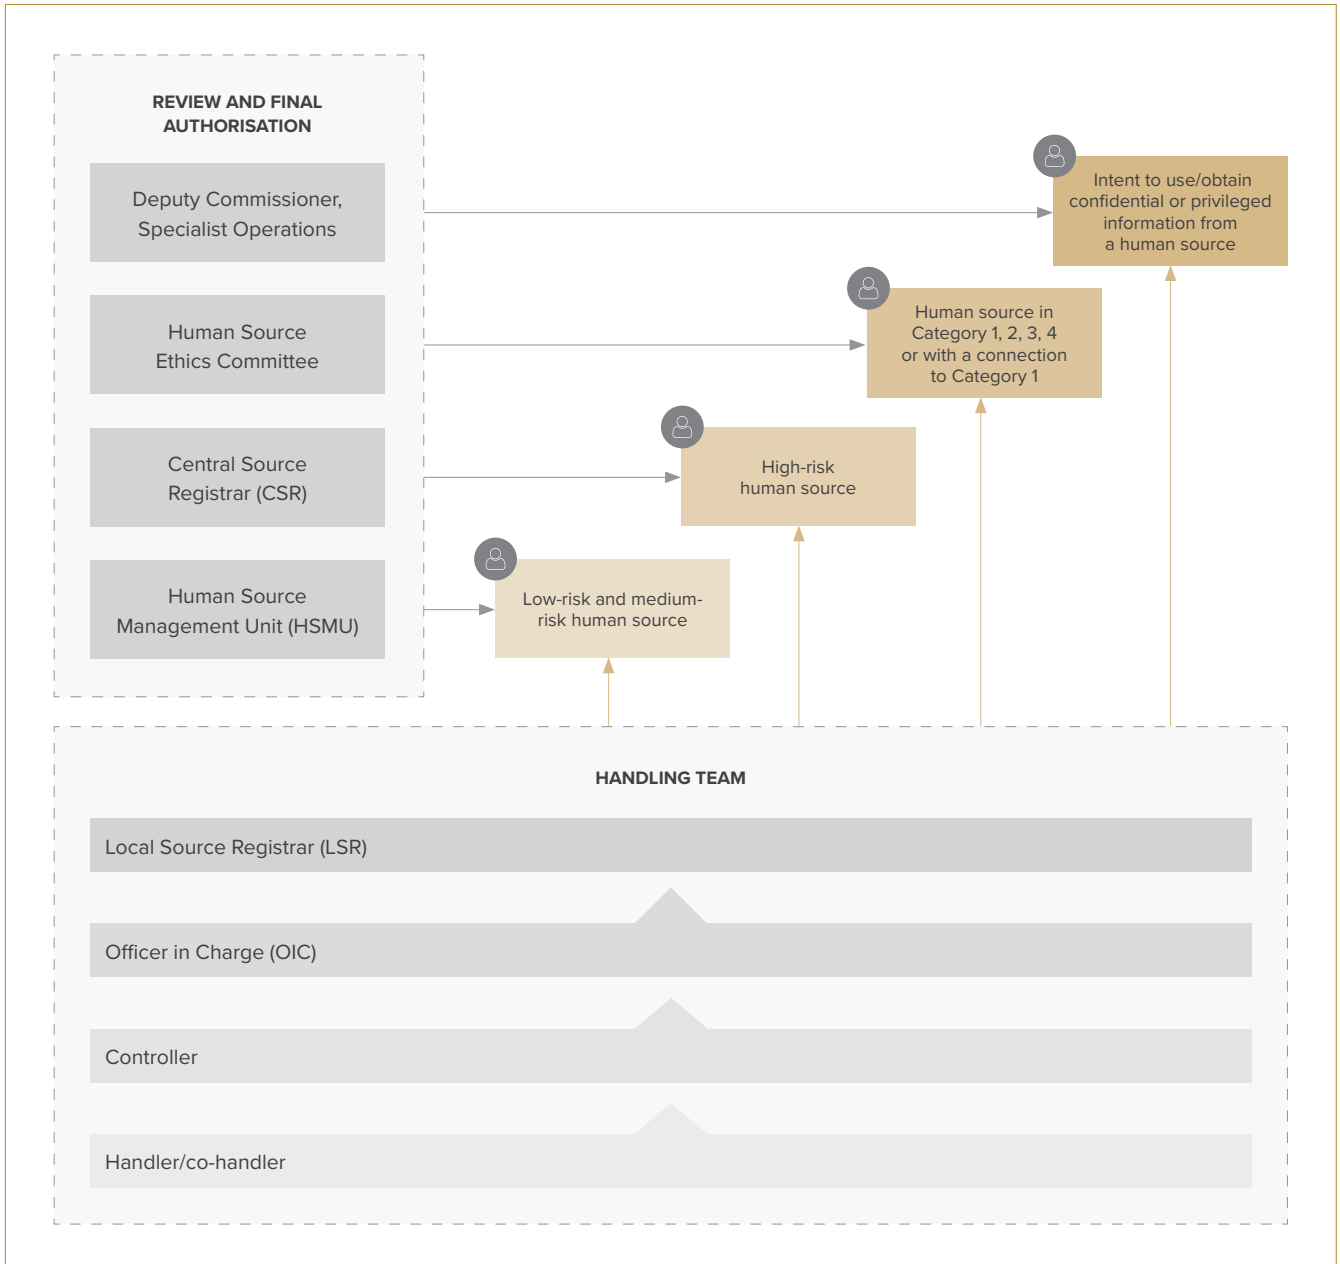 REVIEW AND FINAL
AUTHORISATION
Deputy Commissioner,
Specialist Operations
Intent to use/obtain
confidential or privileged
information from
a human source
Human Source
Ethics Committee
Human source in
Category 1, 2, 3, 4
or with a connection
to Category 1
Central Source
Registrar (CSR)
High-risk
human source
Human Source
Management Unit (HSMU)
Low-risk and medium-
risk human source
HANDLING TEAM
Local Source Registrar (LSR)
Officer in Charge (OIC)
Controller
Handler/co-handler